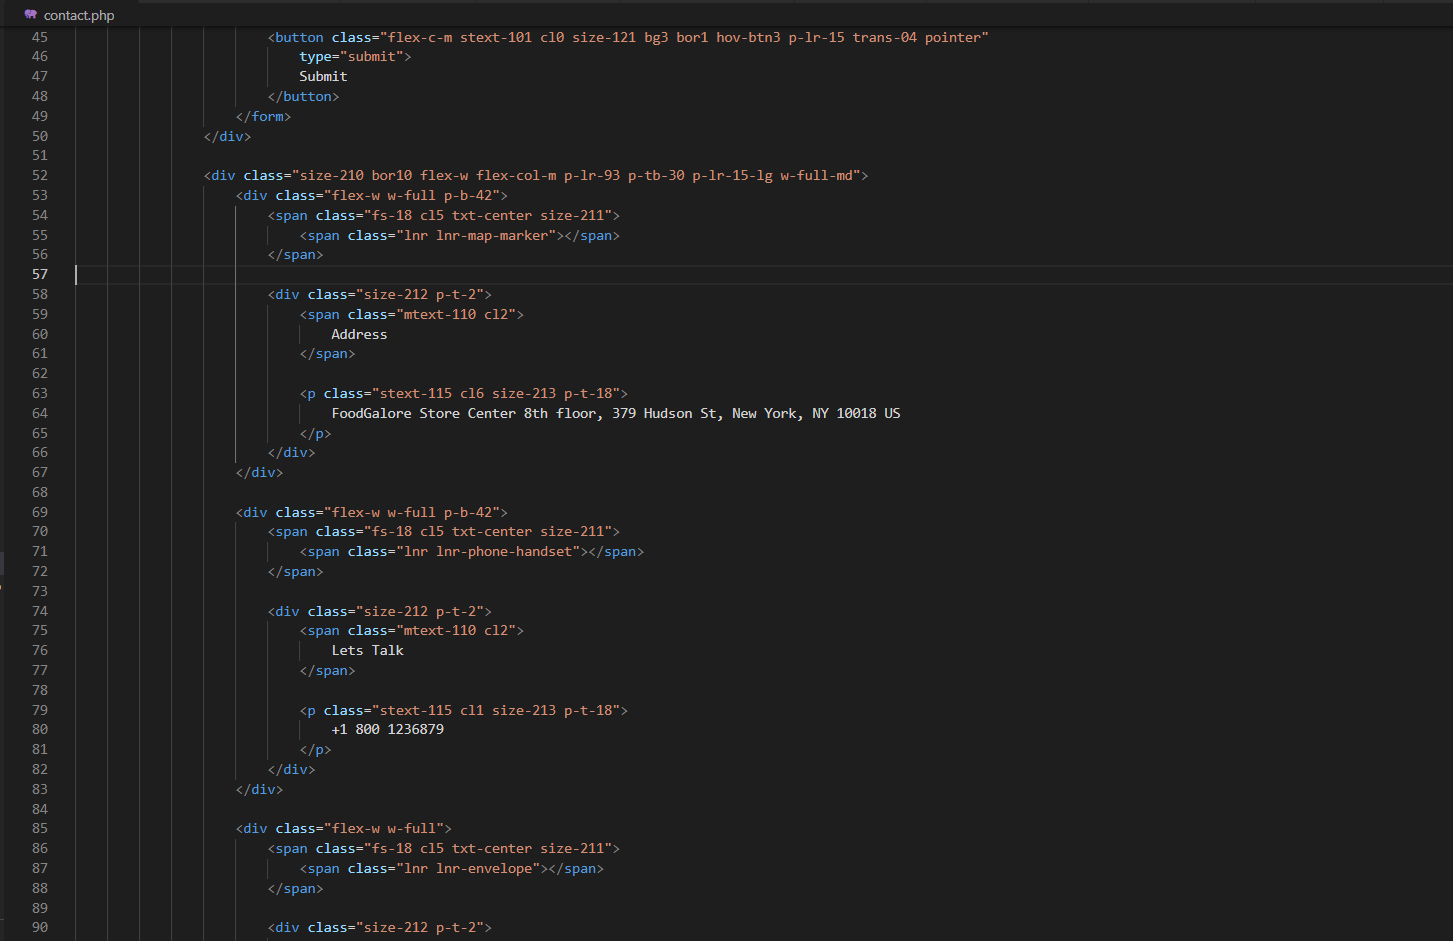 contact.php
45 <button class="flex-c-m stext-101 cl0 size-121 bg3 bor1 hov-btn3 p-lr-15 trans-04 pointer"
46 type="submit">
47 Submit
48 </button>
49 </form>
50 </div>
51
52 <div class="size-210 bor10 flex-w flex-col-m p-lr-93 p-tb-30 p-lr-15-lg w-full-md">
53 <div class="flex-w w-full p-b-42">
54 <span class="fs-18 cl5 txt-center size-211">
55 <span class="lnr lnr-map-marker"></span>
56 </span>
57
58 <div class="size-212 p-t-2">
59 <span class="mtext-110 cl2">
60 Address
61 </span>
62
63 <p class="stext-115 cl6 size-213 p-t-18">
64 FoodGalore Store Center 8th floor, 379 Hudson St, New York, NY 10018 US
65 </p>
66 </div>
67 </div>
68
69 <div class="flex-w w-full p-b-42">
70 <span class="fs-18 cl5 txt-center size-211">
71 <span class="lnr lnr-phone-handset"></span>
72 </span>
73
74 <div class="size-212 p-t-2">
75 <span class="mtext-110 cl2">
76 Lets Talk
77 </span>
78
79 <p class="stext-115 cl1 size-213 p-t-18">
80 +1 800 1236879
81 </p>
82 </div>
83 </div>
84
85 <div class="flex-w w-full">
86 <span class="fs-18 cl5 txt-center size-211">
87 <span class="lnr lnr-envelope"></span>
88 </span>
89
90 <div class="size-212 p-t-2">